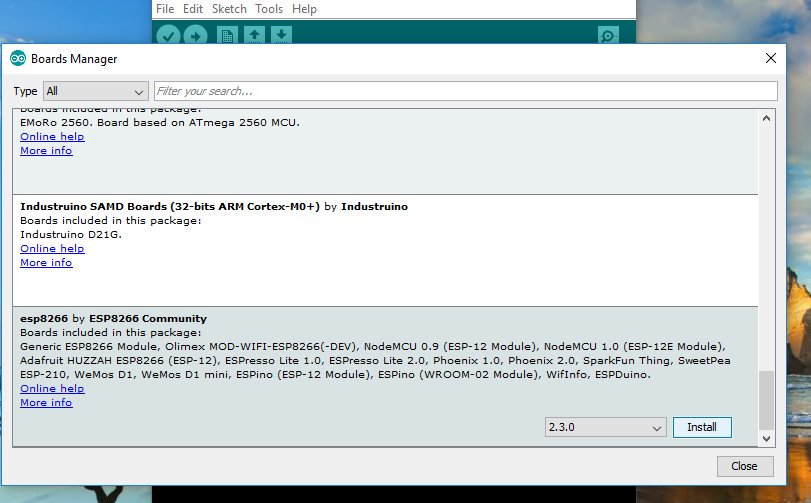 File Edit Sketch Tools Help
Boards Manager
Type All Filter your search...
Boards included in this package:
EMoRo 2560. Board based on ATmega 2560 MCU.
Online help
More info
Industruino SAMD Boards (32-bits ARM Cortex-M0+) by Industruino
Boards included in this package:
Industruino D21G.
Online help
More info
esp8266 by ESP8266 Community
Boards included in this package:
Generic ESP8266 Module, Olimex MOD-WIFI-ESP8266(-DEV), NodeMCU 0.9 (ESP-12 Module), NodeMCU 1.0 (ESP-12E Module),
Adafruit HUZZAH ESP8266 (ESP-12), ESPresso Lite 1.0, ESPresso Lite 2.0, Phoenix 1.0, Phoenix 2.0, SparkFun Thing, SweetPea
ESP-210, WeMos D1, WeMos D1 mini, ESPino (ESP-12 Module), ESPino (WROOM-02 Module), WifInfo, ESPDuino.
Online help
More info
2.3.0 Install
Close